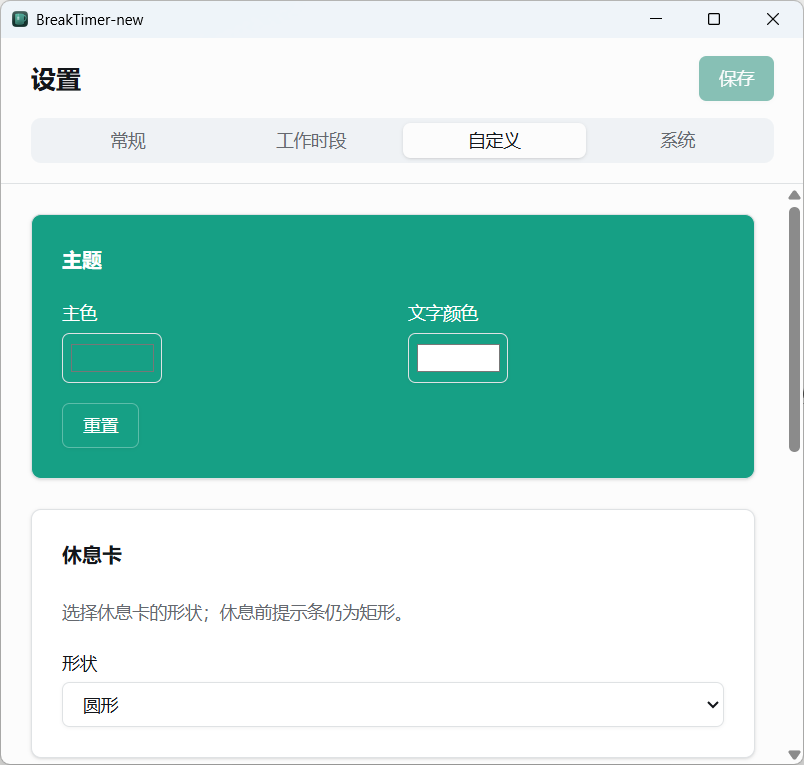 BreakTimer-new
设置
保存
常规
工作时段
自定义
系统
主题
主色
文字颜色
重置
休息卡
选择休息卡的形状；休息前提示条仍为矩形。
形状
圆形